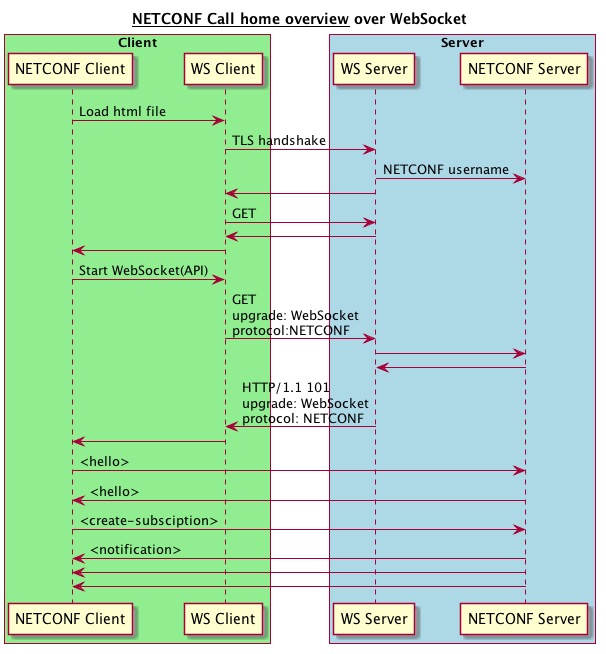 NETCONF Call home overview over WebSocket
Client
Server
NETCONF Client
WS Client
WS Server
NETCONF Server
Load html file
TLS handshake
NETCONF username
GET
Start WebSocket(API)
GET
upgrade: WebSocket
protocol:NETCONF
HTTP/1.1 101
upgrade: WebSocket
protocol: NETCONF
<hello>
<hello>
<create-subsciption>
<notification>
NETCONF Client
WS Client
WS Server
NETCONF Server